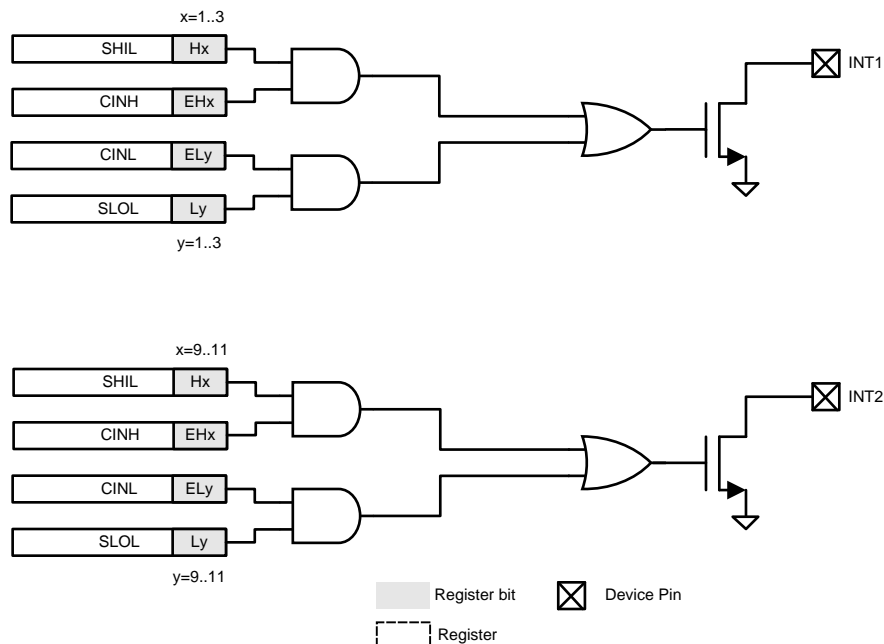 x=1..3
SHIL Hx
INT1
CINH EHx
CINL ELy
SLOL Ly
y=1..3
x=9..11
SHIL Hx
INT2
CINH EHx
CINL ELy
SLOL Ly
y=9..11
Register bit Device Pin
Register